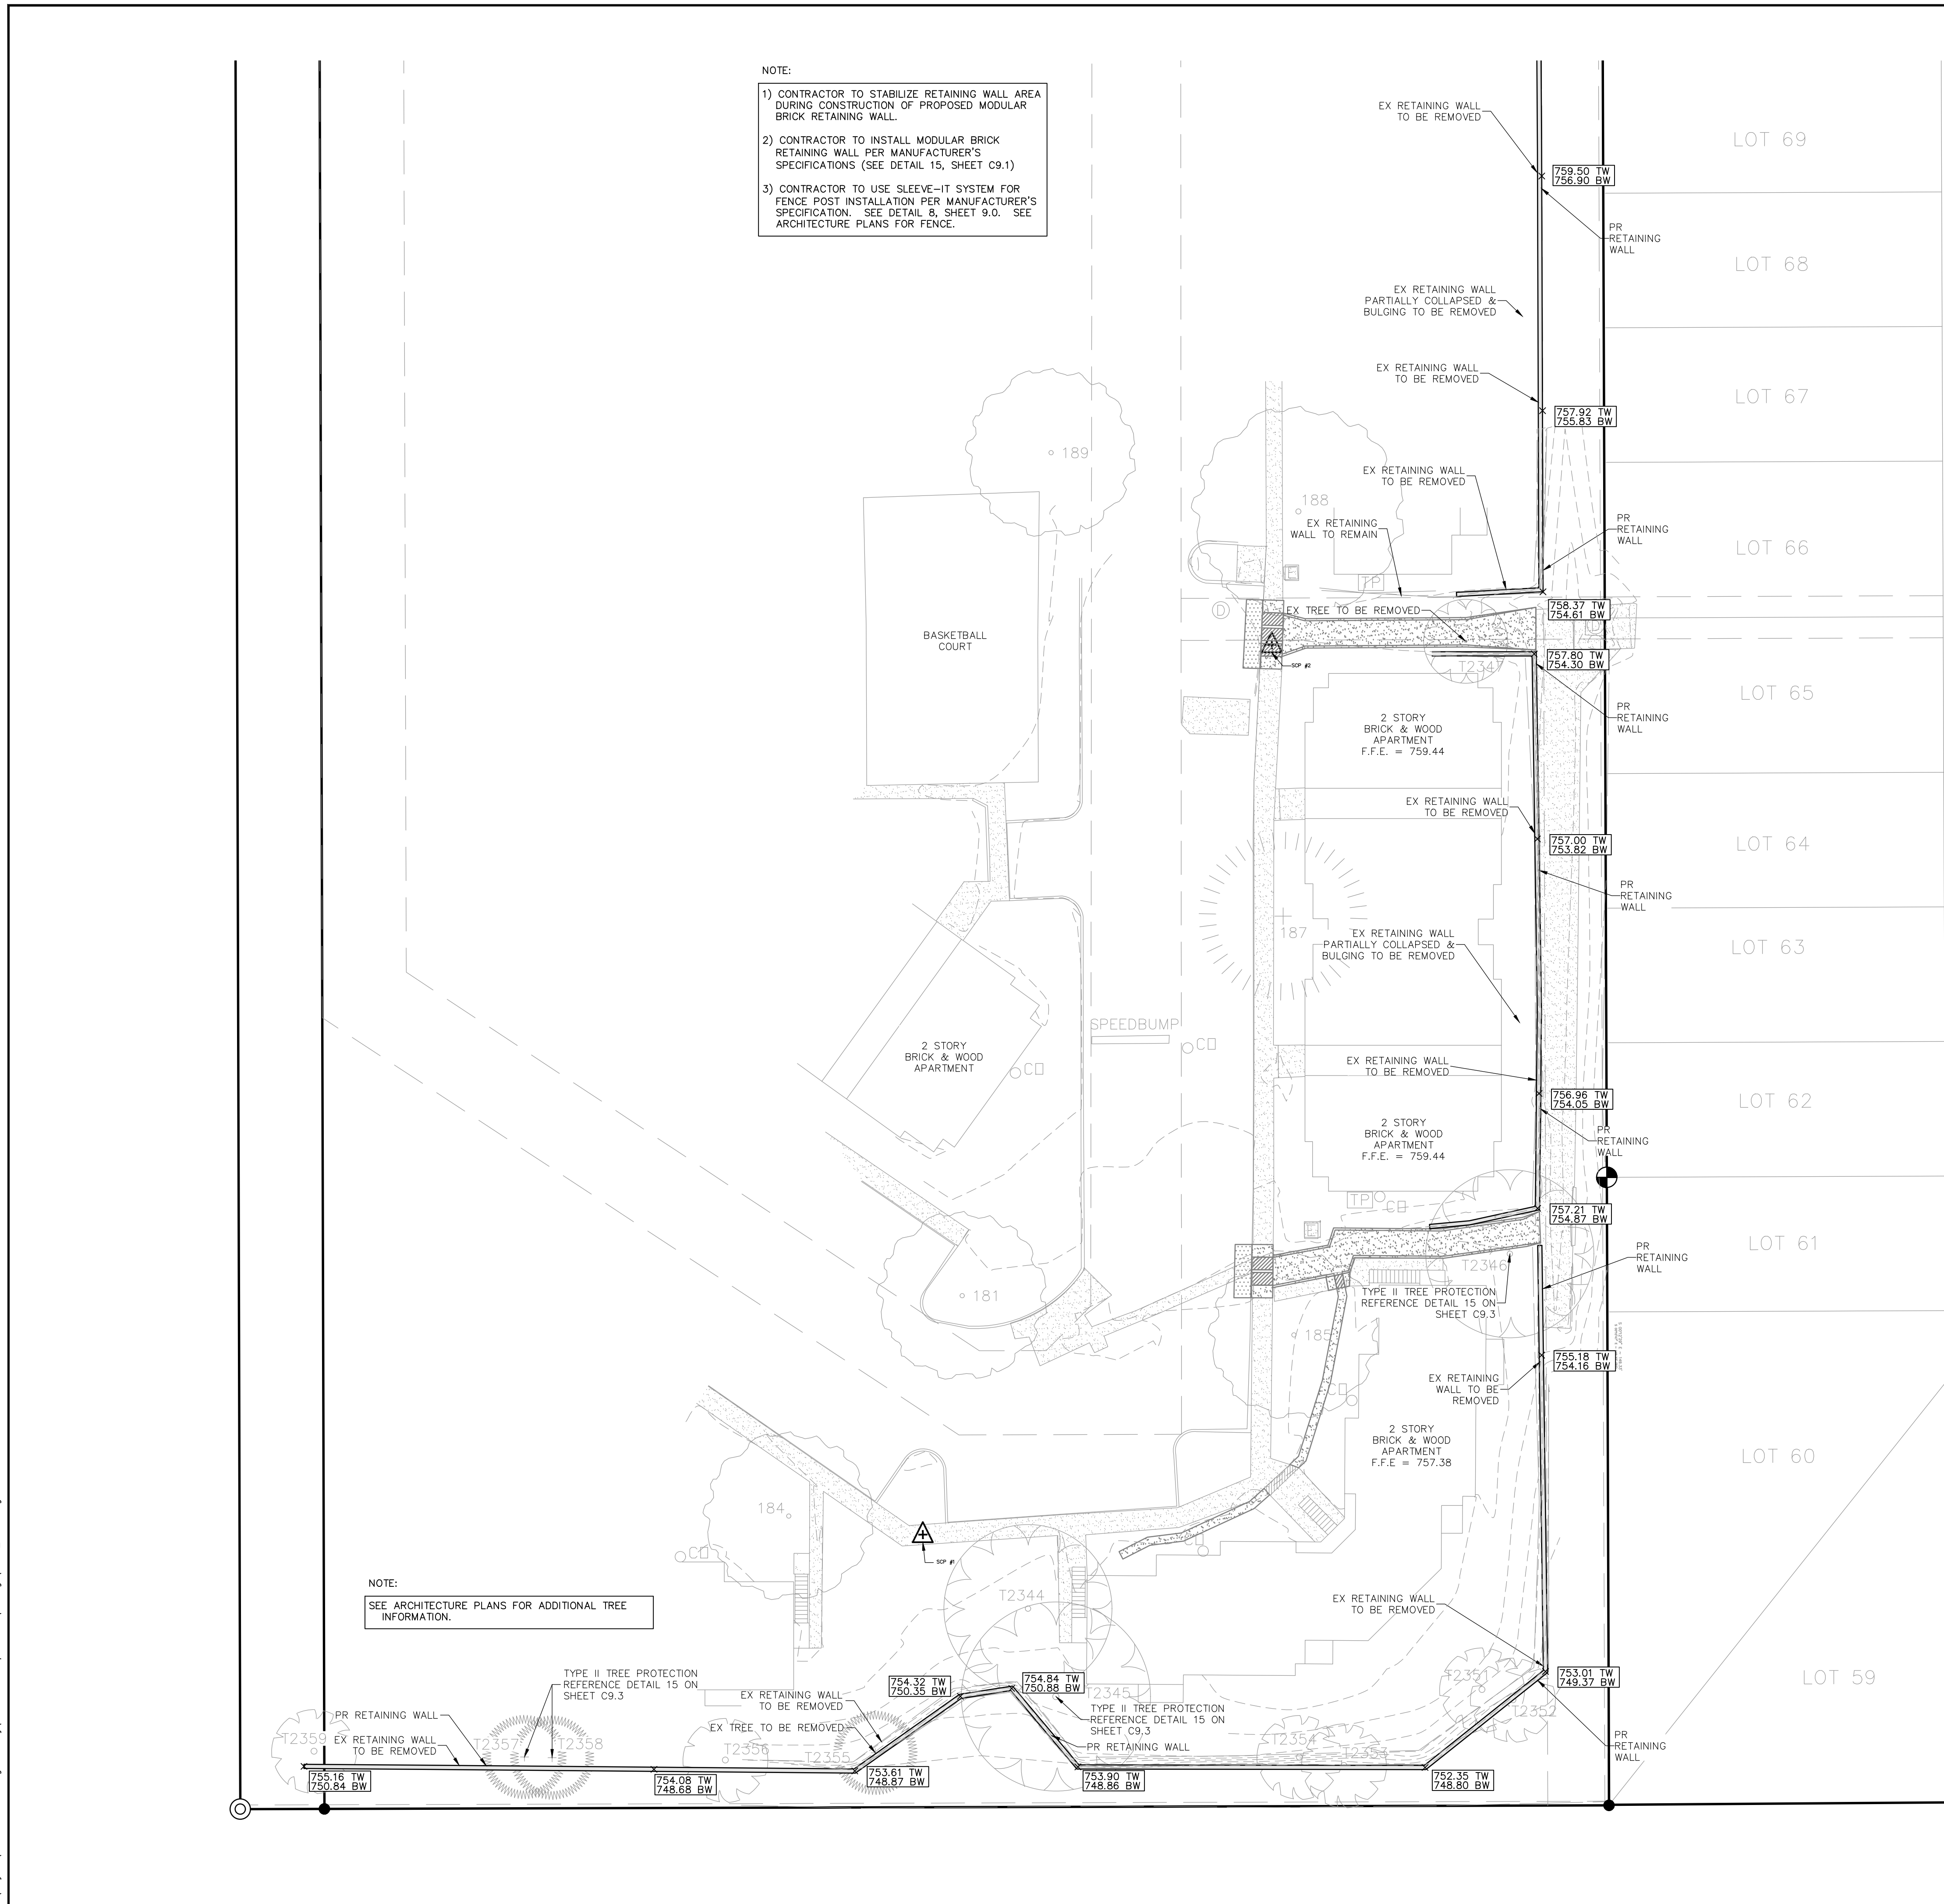 NOTE:
1) CONTRACTOR TO STABILIZE RETAINING WALL AREA
DURING CONSTRUCTION OF PROPOSED MODULAR
BRICK RETAINING WALL.
2) CONTRACTOR TO INSTALL MODULAR BRICK
RETAINING WALL PER MANUFACTURER'S
SPECIFICATIONS (SEE DETAIL 15, SHEET C9.1)
3) CONTRACTOR TO USE SLEEVE-IT SYSTEM FOR
FENCE POST INSTALLATION PER MANUFACTURER'S
SPECIFICATION. SEE DETAIL 8, SHEET 9.0. SEE
ARCHITECTURE PLANS FOR FENCE.
EX RETAINING WALL
TO BE REMOVED
LOT 69
759.50 TW
756.90 BW
PR
RETAINING
WALL
LOT 68
EX RETAINING WALL
PARTIALLY COLLAPSED &
BULGING TO BE REMOVED
EX RETAINING WALL
TO BE REMOVED
LOT 67
757.92 TW
755.83 BW
189
EX RETAINING WALL
TO BE REMOVED
188
EX RETAINING
WALL TO REMAIN
PR
RETAINING
WALL
LOT 66
E
TP
D
EX TREE TO BE REMOVED
758.37 TW
754.61 BW
BASKETBALL
COURT
SCP #2
T2347
757.80 TW
754.30 BW
LOT 65
PR
RETAINING
WALL
2 STORY
BRICK & WOOD
APARTMENT
F.F.E. = 759.44
EX RETAINING WALL
TO BE REMOVED
757.00 TW
753.82 BW
LOT 64
PR
RETAINING
WALL
187
EX RETAINING WALL
PARTIALLY COLLAPSED &
BULGING TO BE REMOVED
LOT 63
SPEEDBUMP
CO
2 STORY
BRICK & WOOD
APARTMENT
CO
EX RETAINING WALL
TO BE REMOVED
756.96 TW
754.05 BW
LOT 62
PR
RETAINING
WALL
2 STORY
BRICK & WOOD
APARTMENT
F.F.E. = 759.44
TP
CO
E
757.21 TW
754.87 BW
LOT 61
PR
RETAINING
WALL
T2346
181
TYPE II TREE PROTECTION
REFERENCE DETAIL 15 ON
SHEET C9.3
185
755.18 TW
754.16 BW
EX RETAINING
WALL TO BE
REMOVED
CO
2 STORY
BRICK & WOOD
APARTMENT
F.F.E = 757.38
LOT 60
184
CO
SCP #1
CO
NOTE:
SEE ARCHITECTURE PLANS FOR ADDITIONAL TREE
INFORMATION.
T2344
EX RETAINING WALL
TO BE REMOVED
TYPE II TREE PROTECTION
REFERENCE DETAIL 15 ON
SHEET C9.3
754.32 TW
750.35 BW
754.84 TW
750.88 BW
T2351
753.01 TW
749.37 BW
LOT 59
EX RETAINING WALL
TO BE REMOVED
T2345
TYPE II TREE PROTECTION
REFERENCE DETAIL 15 ON
SHEET C9.3
T2352
PR RETAINING WALL
EX TREE TO BE REMOVED
T2359
EX RETAINING WALL
TO BE REMOVED
T2357
T2358
T2356
T2355
PR RETAINING WALL
T2354
T2353
PR
RETAINING
WALL
755.16 TW
750.84 BW
754.08 TW
748.68 BW
753.61 TW
748.87 BW
753.90 TW
748.86 BW
752.35 TW
748.80 BW